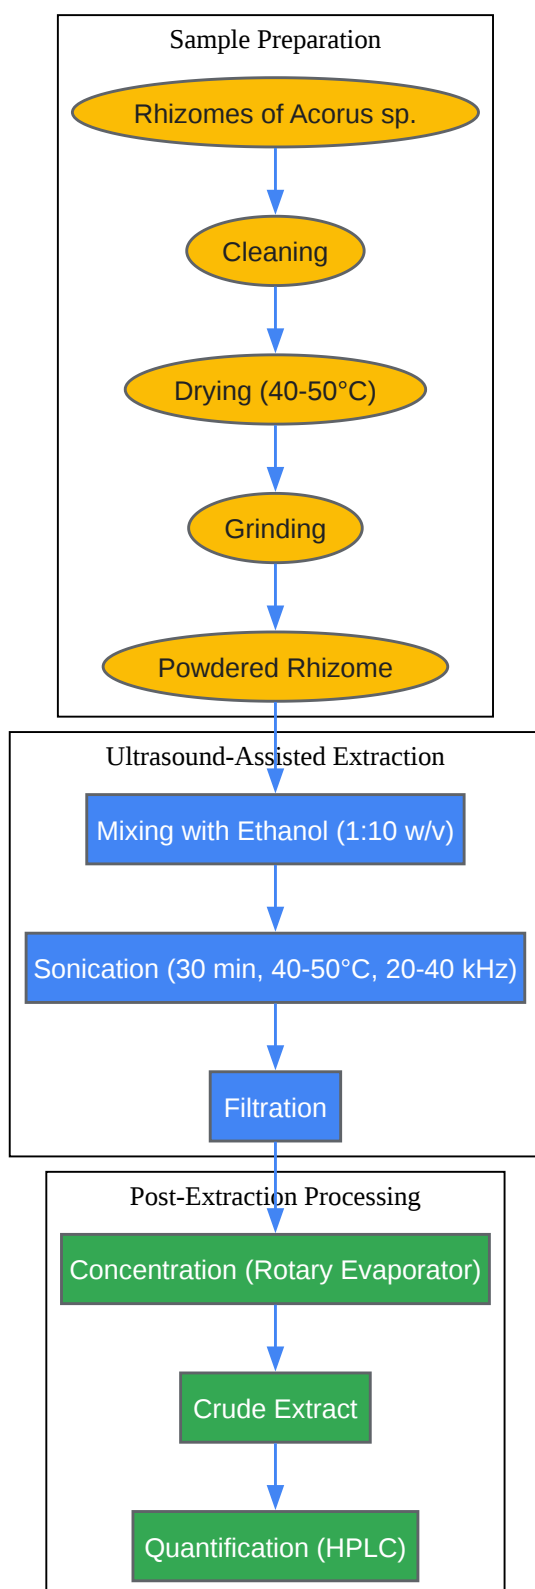 Sample Preparation
Rhizomes of Acorus sp.
Cleaning
Drying (40-50°C)
Grinding
Powdered Rhizome
Ultrasound-Assisted Extraction
Mixing with Ethanol (1:10 w/v)
Sonication (30 min, 40-50°C, 20-40 kHz)
Filtration
Post-Extraction Processing
Concentration (Rotary Evaporator)
Crude Extract
Quantification (HPLC)